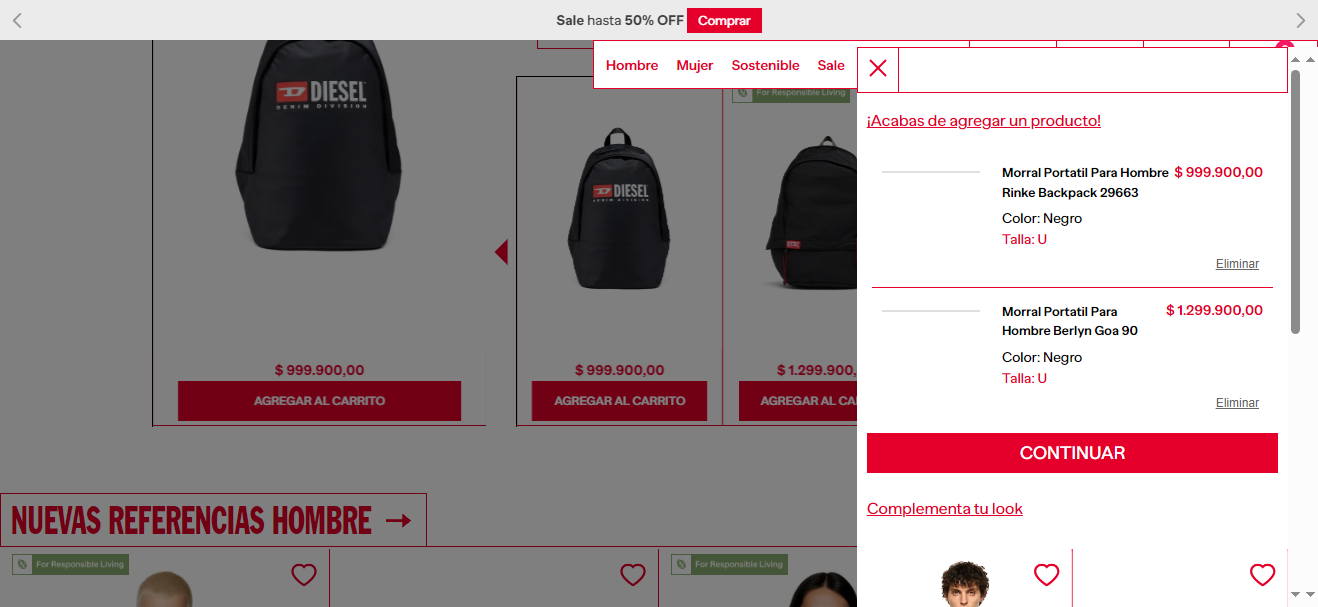 Sale hasta 50% OFF Comprar
Hombre Mujer Sostenible Sale
DIESEL
DENIM DIVISION
DIESEL
DENIM DIVISION
For Responsible Living
DIESEL
$ 999.900,00
AGREGAR AL CARRITO
$ 999.900,00
AGREGAR AL CARRITO
$ 1.299.900,
AGREGAR AL CA
NUEVAS REFERENCIAS HOMBRE
For Responsible Living
For Responsible Living
¡Acabas de agregar un producto!
Morral Portatil Para Hombre $ 999.900,00
Rinke Backpack 29663
Color: Negro
Talla: U
Eliminar
Morral Portatil Para $ 1.299.900,00
Hombre Berlyn Goa 90
Color: Negro
Talla: U
Eliminar
CONTINUAR
Complementa tu look